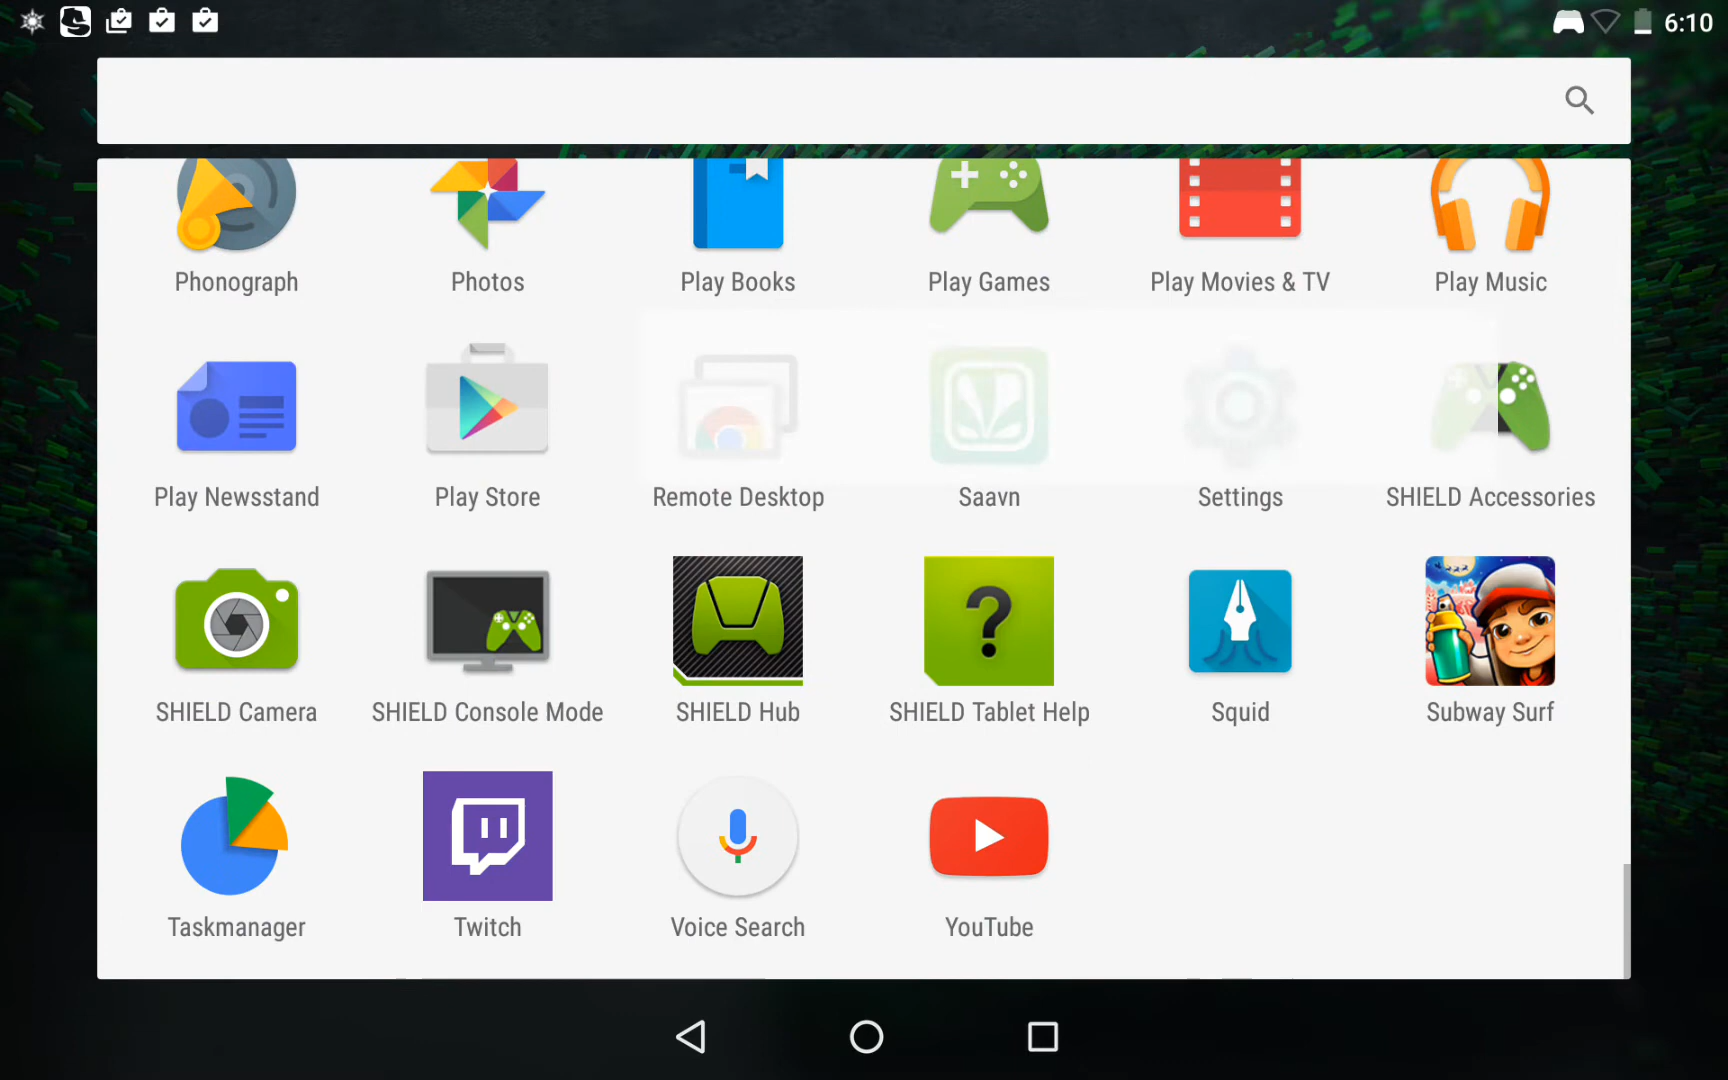 6:10
Phonograph Photos Play Books Play Games Play Movies & TV Play Music
Play Newsstand Play Store Remote Desktop Saavn Settings SHIELD Accessories
SHIELD Camera SHIELD Console Mode SHIELD Hub SHIELD Tablet Help Squid Subway Surf
Taskmanager Twitch Voice Search YouTube